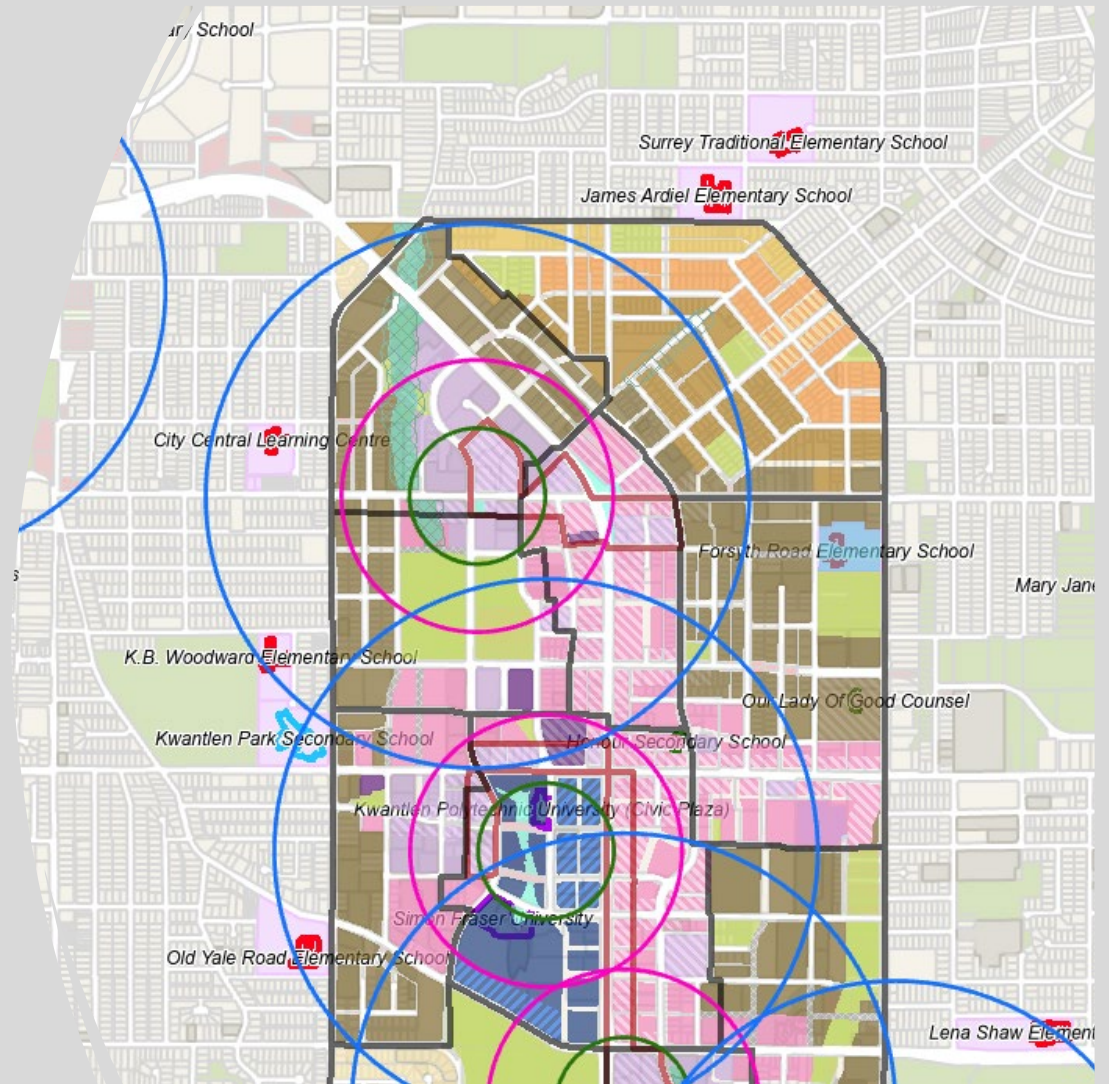 School
Surrey Traditional Elementary School
James Ardiel Elementary School
City Central Learning Centre
Forsyth Road Elementary School
Mary Jane
s
K.B. Woodward Elementary School
Our Lady Of Good Counsel
Kwantlen Park Secondary School
Honour Secondary School
Kwantlen Polytechnic University (Civic Plaza)
Simon Fraser University
Old Yale Road Elementary School
Lena Shaw Element